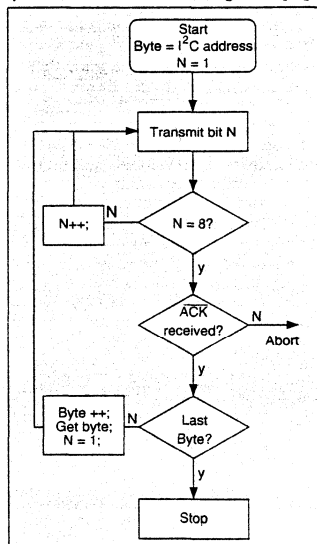 Start
Byte = I²C address
N = 1
Transmit bit N
N++;
N
N = 8?
y
ACK
received?
N
Abort
y
Byte ++;
Get byte;
N = 1;
N
Last
Byte?
y
Stop